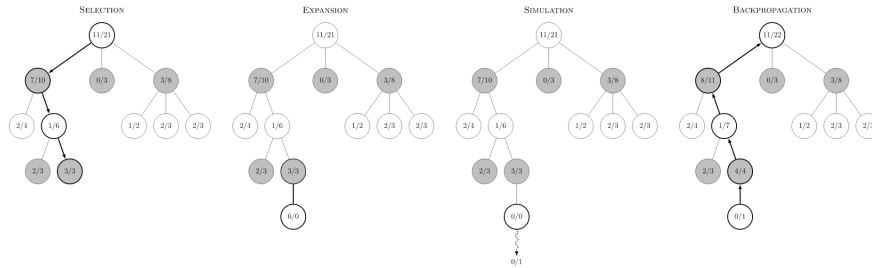 SELECTION EXPANSION SIMULATION BACKPROPAGATION
11/21 11/21 11/21 11/22
7/10 0/3 3/8 7/10 0/3 3/8 7/10 0/3 3/8 8/11 0/3 3/8
2/4 1/6 1/2 2/3 2/3 2/4 1/6 1/2 2/3 2/3 2/4 1/6 1/2 2/3 2/3 2/4 1/7 1/2 2/3 2/3
2/3 3/3 2/3 3/3 2/3 3/3 2/3 4/4
0/0 0/0 0/1
0/1